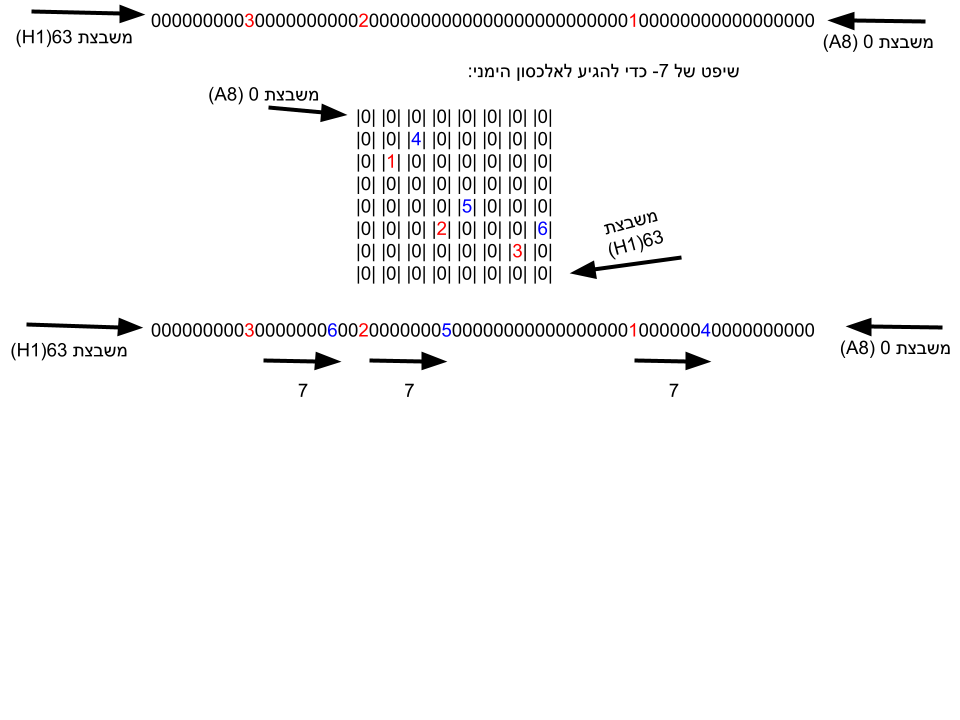 0000000003000000000020000000000000000000000000100000000000000000
משבצת 63(H1)
משבצת 0 (A8)
שיפט של 7- כדי להגיע לאלכסון הימני:
משבצת 0 (A8)
|0| |0| |0| |0| |0| |0| |0| |0|
|0| |0| |4| |0| |0| |0| |0| |0|
|0| |1| |0| |0| |0| |0| |0| |0|
|0| |0| |0| |0| |0| |0| |0| |0|
|0| |0| |0| |0| |5| |0| |0| |0|
|0| |0| |0| |2| |0| |0| |0| |6|
|0| |0| |0| |0| |0| |0| |3| |0|
|0| |0| |0| |0| |0| |0| |0| |0|
משבצת
63(H1)
0000000003000000060020000000500000000000000000100000040000000000
משבצת 63(H1)
משבצת 0 (A8)
7 7 7